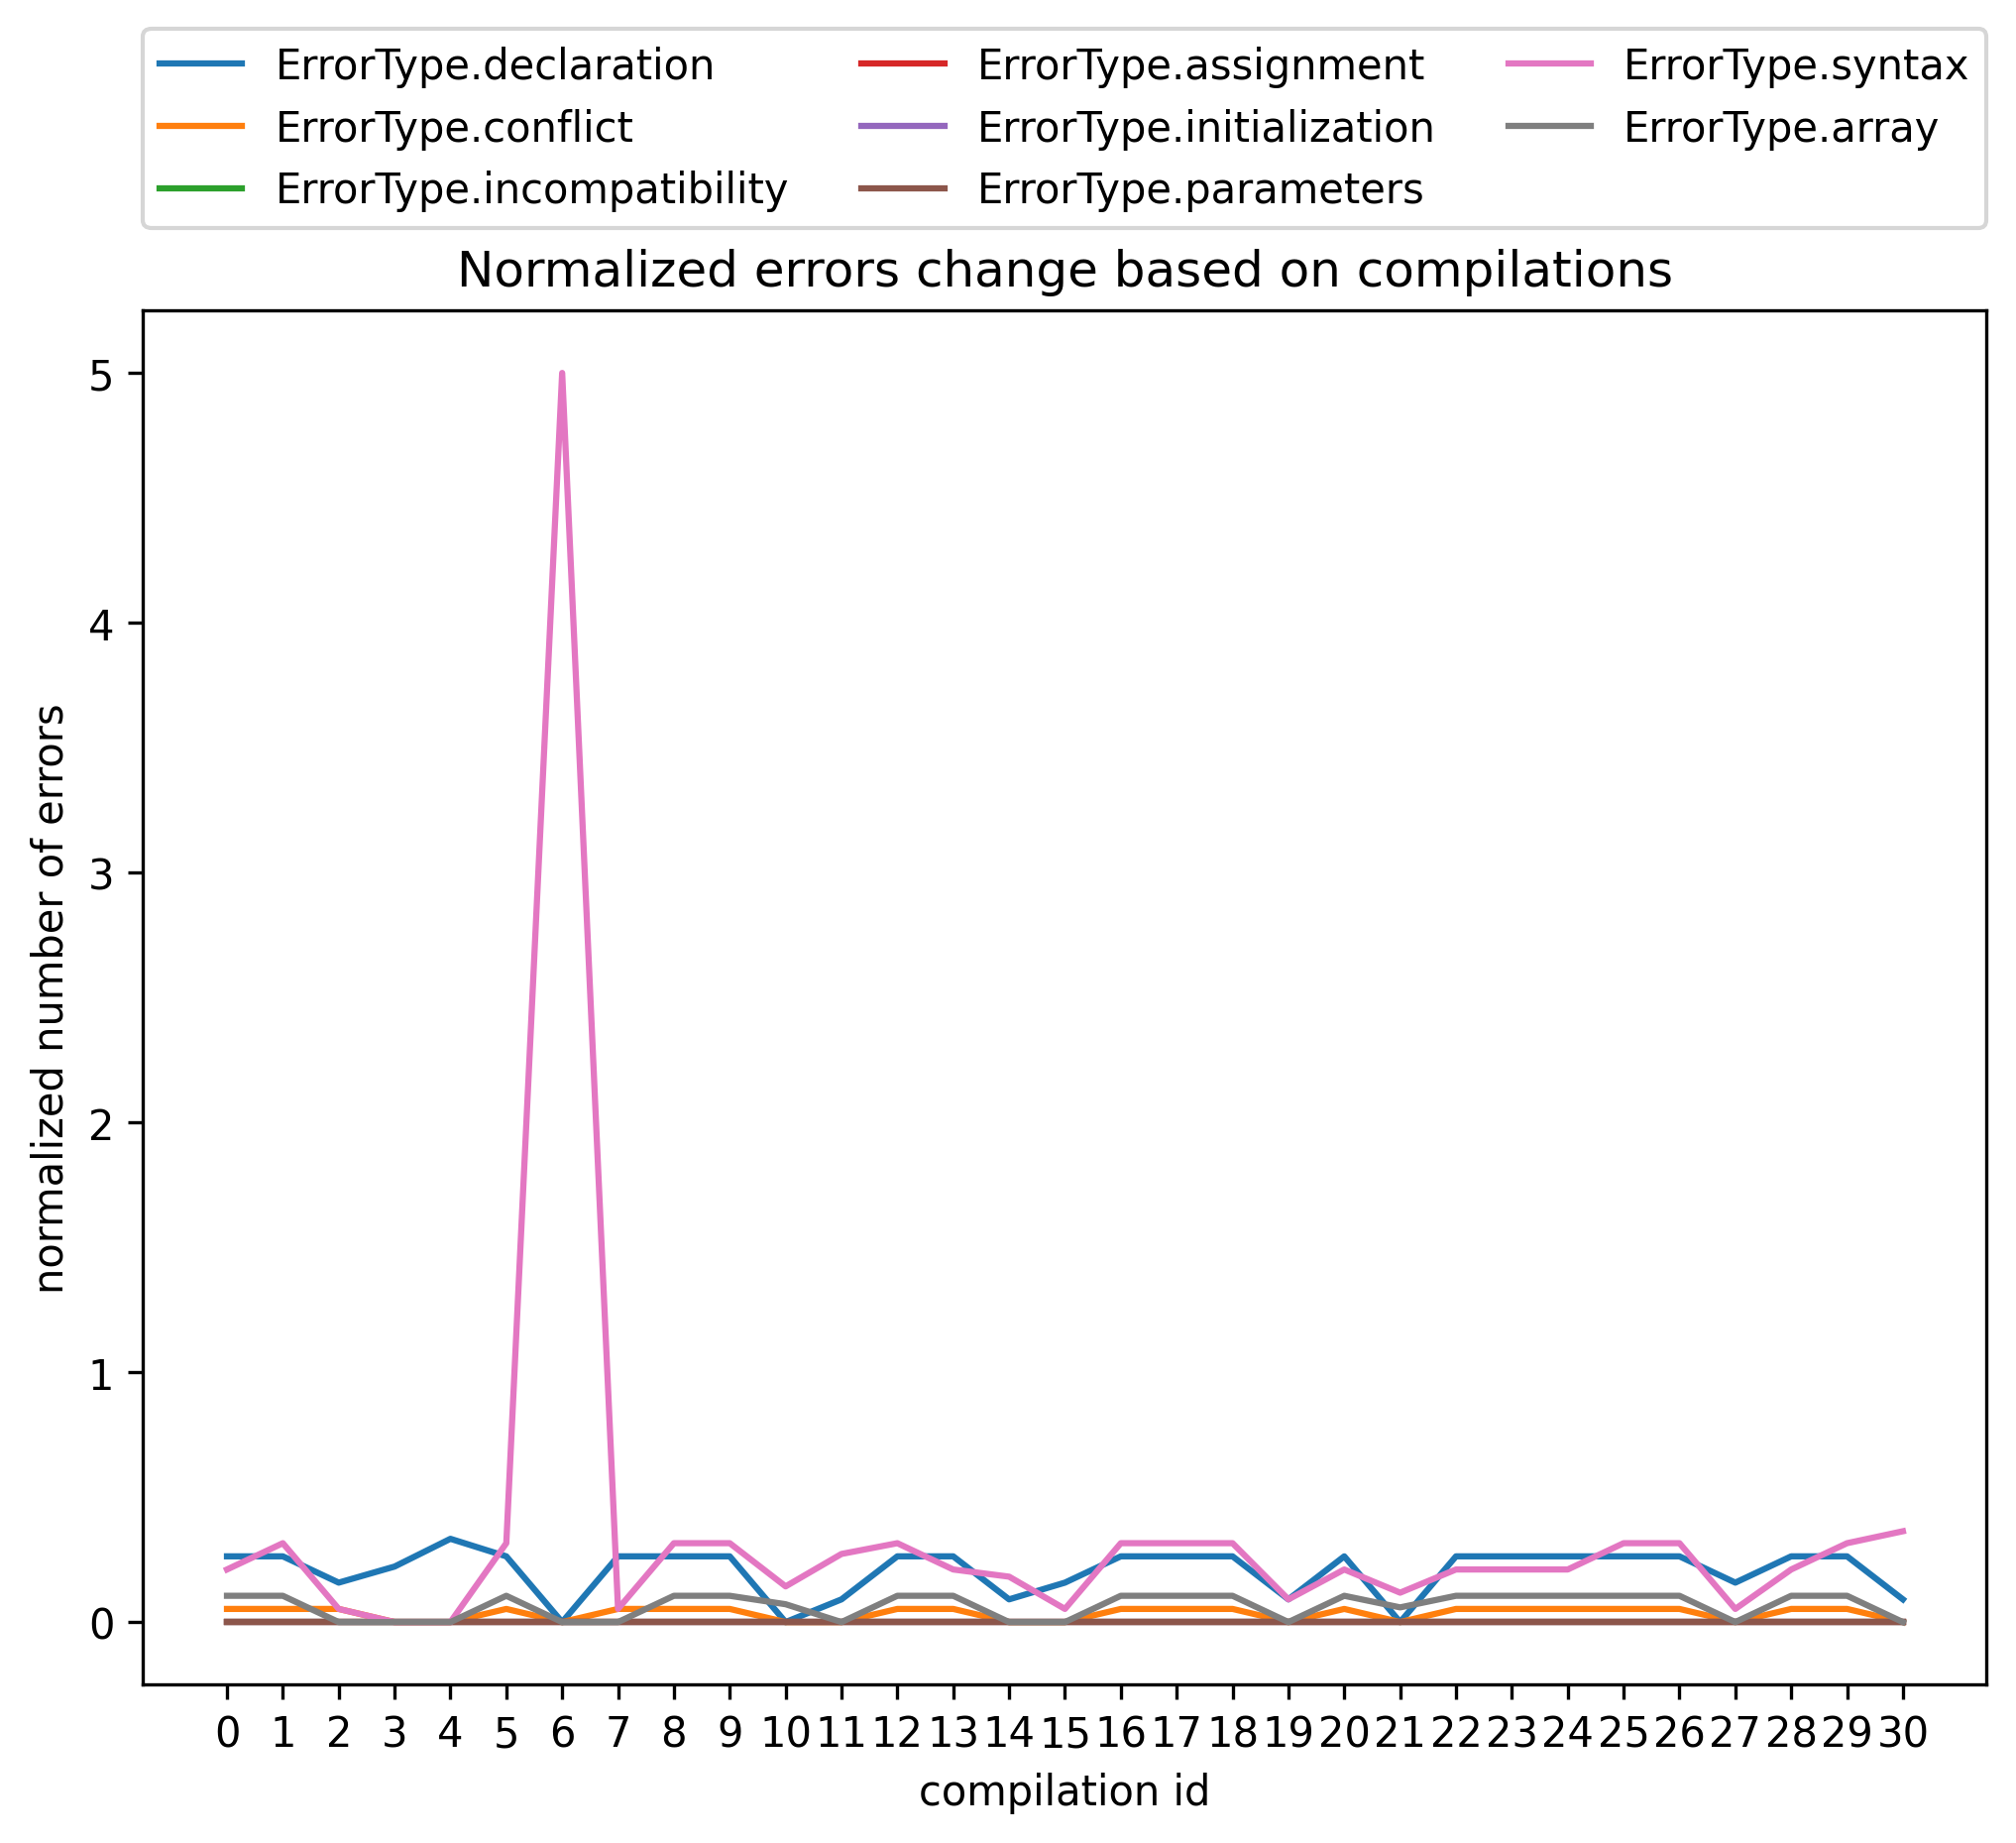 ErrorType.declaration
ErrorType.conflict
ErrorType.incompatibility
ErrorType.assignment
ErrorType.initialization
ErrorType.parameters
ErrorType.syntax
ErrorType.array
Normalized errors change based on compilations
normalized number of errors
5
4
3
2
1
0
0 1 2 3 4 5 6 7 8 9 10 11 12 13 14 15 16 17 18 19 20 21 22 23 24 25 26 27 28 29 30
compilation id